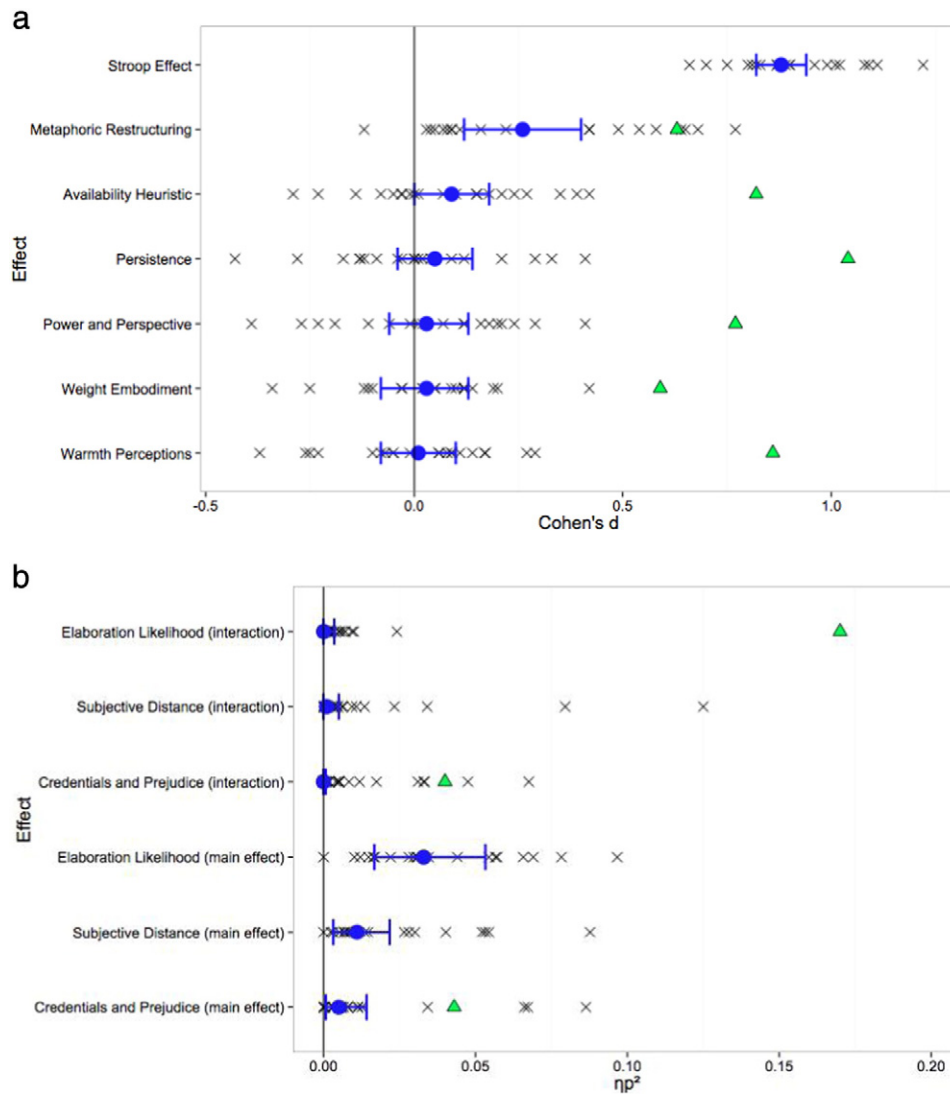 a
Stroop Effect
Metaphoric Restructuring
Availability Heuristic
Persistence
Power and Perspective
Weight Embodiment
Warmth Perceptions
Effect
-0.5 0.0 0.5 1.0
Cohen's d
b
Elaboration Likelihood (interaction)
Subjective Distance (interaction)
Credentials and Prejudice (interaction)
Elaboration Likelihood (main effect)
Subjective Distance (main effect)
Credentials and Prejudice (main effect)
Effect
0.00 0.05 0.10 0.15 0.20
ηp²